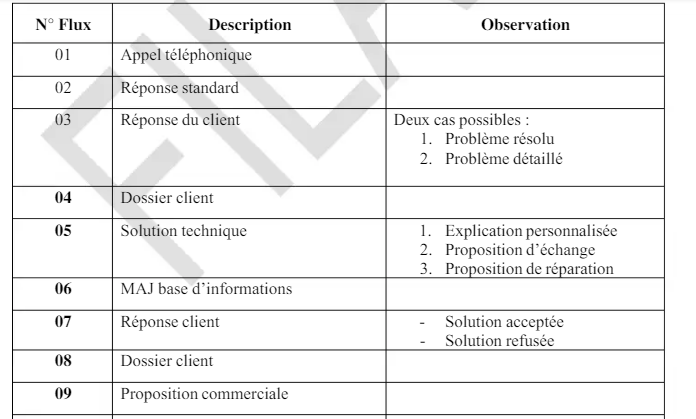 N° Flux Description Observation
01 Appel téléphonique
02 Réponse standard
03 Réponse du client Deux cas possibles :
1. Problème résolu
2. Problème détaillé
04 Dossier client
05 Solution technique 1. Explication personnalisée
2. Proposition d'échange
3. Proposition de réparation
06 MAJ base d'informations
07 Réponse client - Solution acceptée
- Solution refusée
08 Dossier client
09 Proposition commerciale